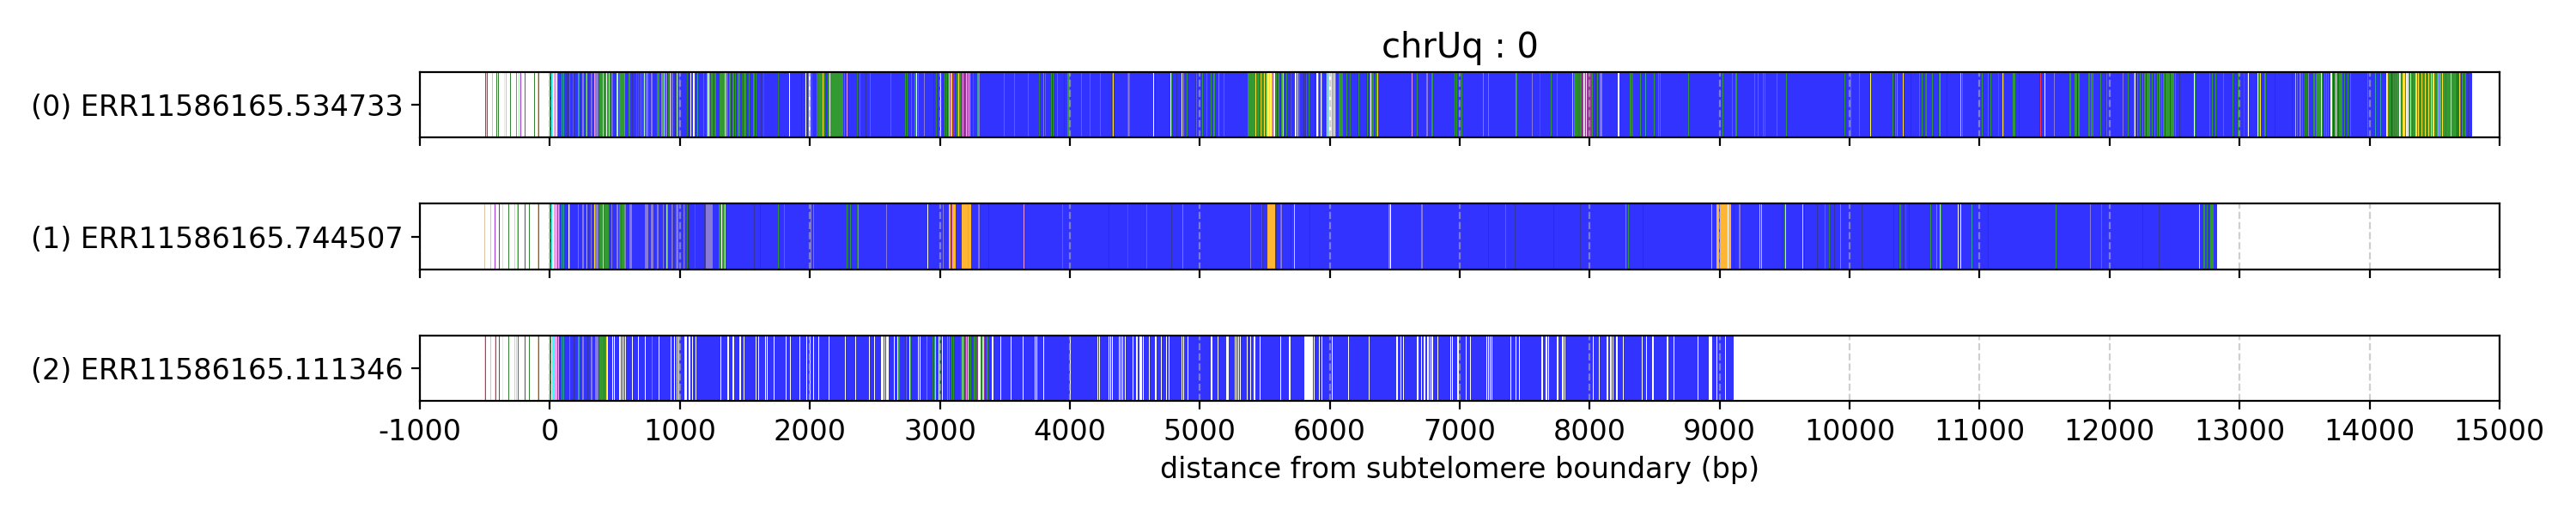 chrUq : 0
(0) ERR11586165.534733
(1) ERR11586165.744507
(2) ERR11586165.111346
-1000 0 1000 2000 3000 4000 5000 6000 7000 8000 9000 10000 11000 12000 13000 14000 15000
distance from subtelomere boundary (bp)